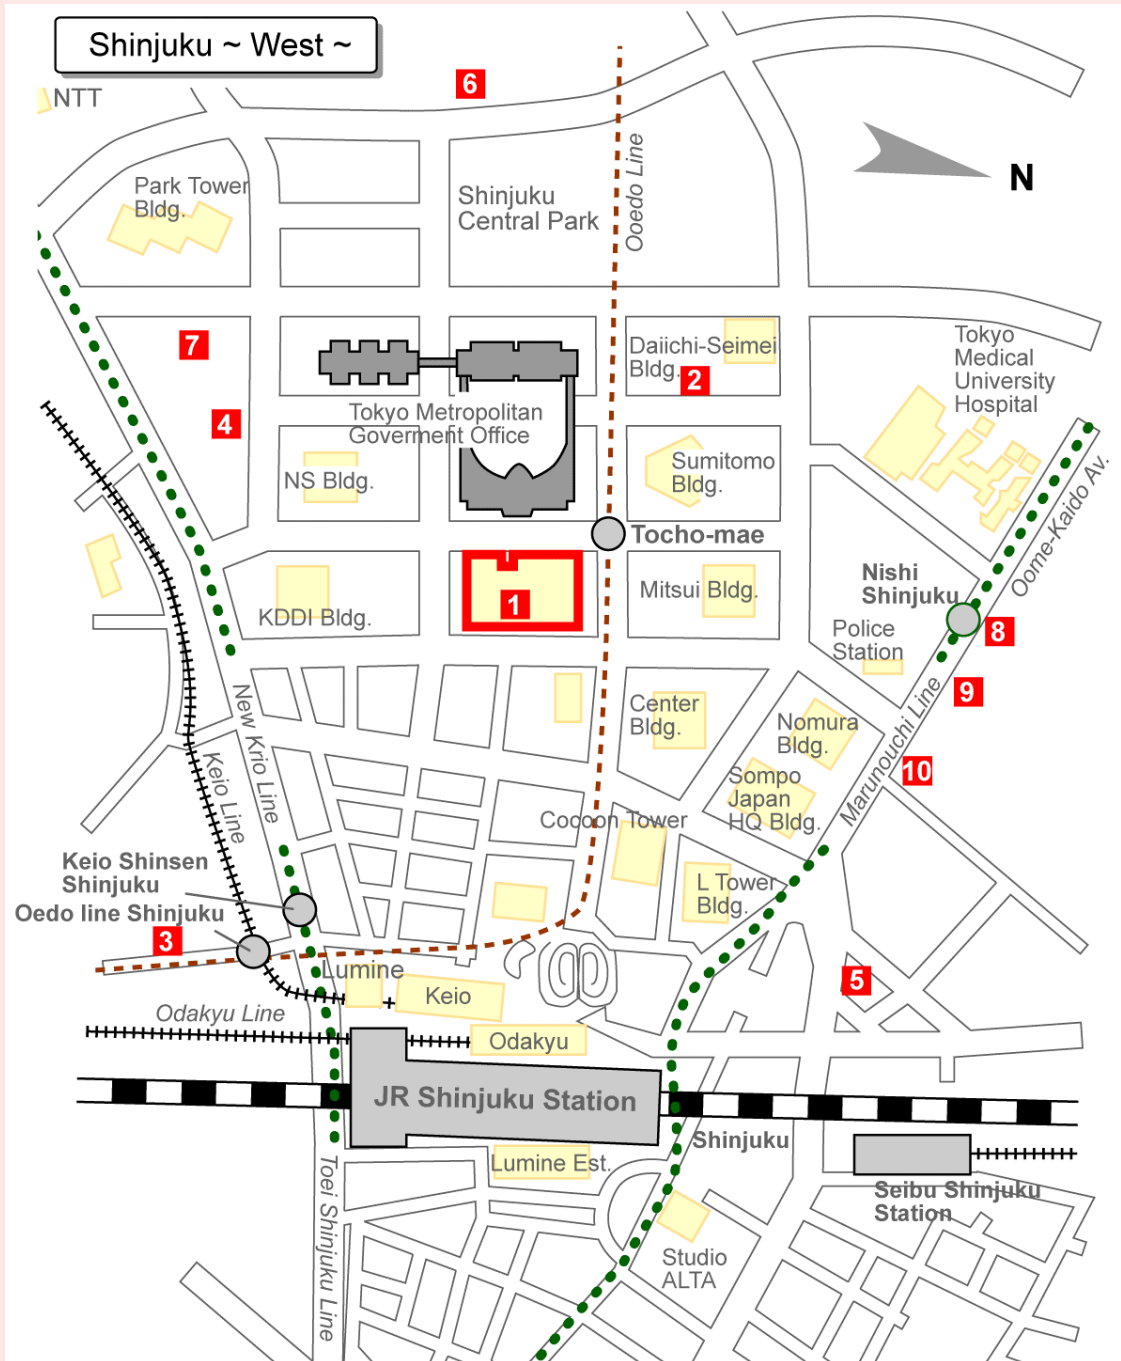 Shinjuku ~ West ~
6
NTT
Ooedo Line
N
Park Tower
Bldg.
Shinjuku
Central Park
7
Daiichi-Seimei
Bldg.
2
Tokyo
Medical
University
Hospital
4
Tokyo Metropolitan
Goverment Office
NS Bldg.
Sumitomo
Bldg.
Oome-Kaido Av.
Tocho-mae
Nishi
Shinjuku
1
KDDI Bldg.
Mitsui Bldg.
8
Police
Station
9
New Krio Line
Keio Line
Center
Bldg.
Nomura
Bldg.
Marunouchi Line
10
Sompo
Japan
HQ Bldg.
Cocoon Tower
Keio Shinsen
Shinjuku
L Tower
Bldg.
Oedo line Shinjuku
3
Lumine
Keio
5
Odakyu Line
Odakyu
JR Shinjuku Station
Shinjuku
Lumine Est.
Toei Shinjuku Line
Seibu Shinjuku
Station
Studio
ALTA